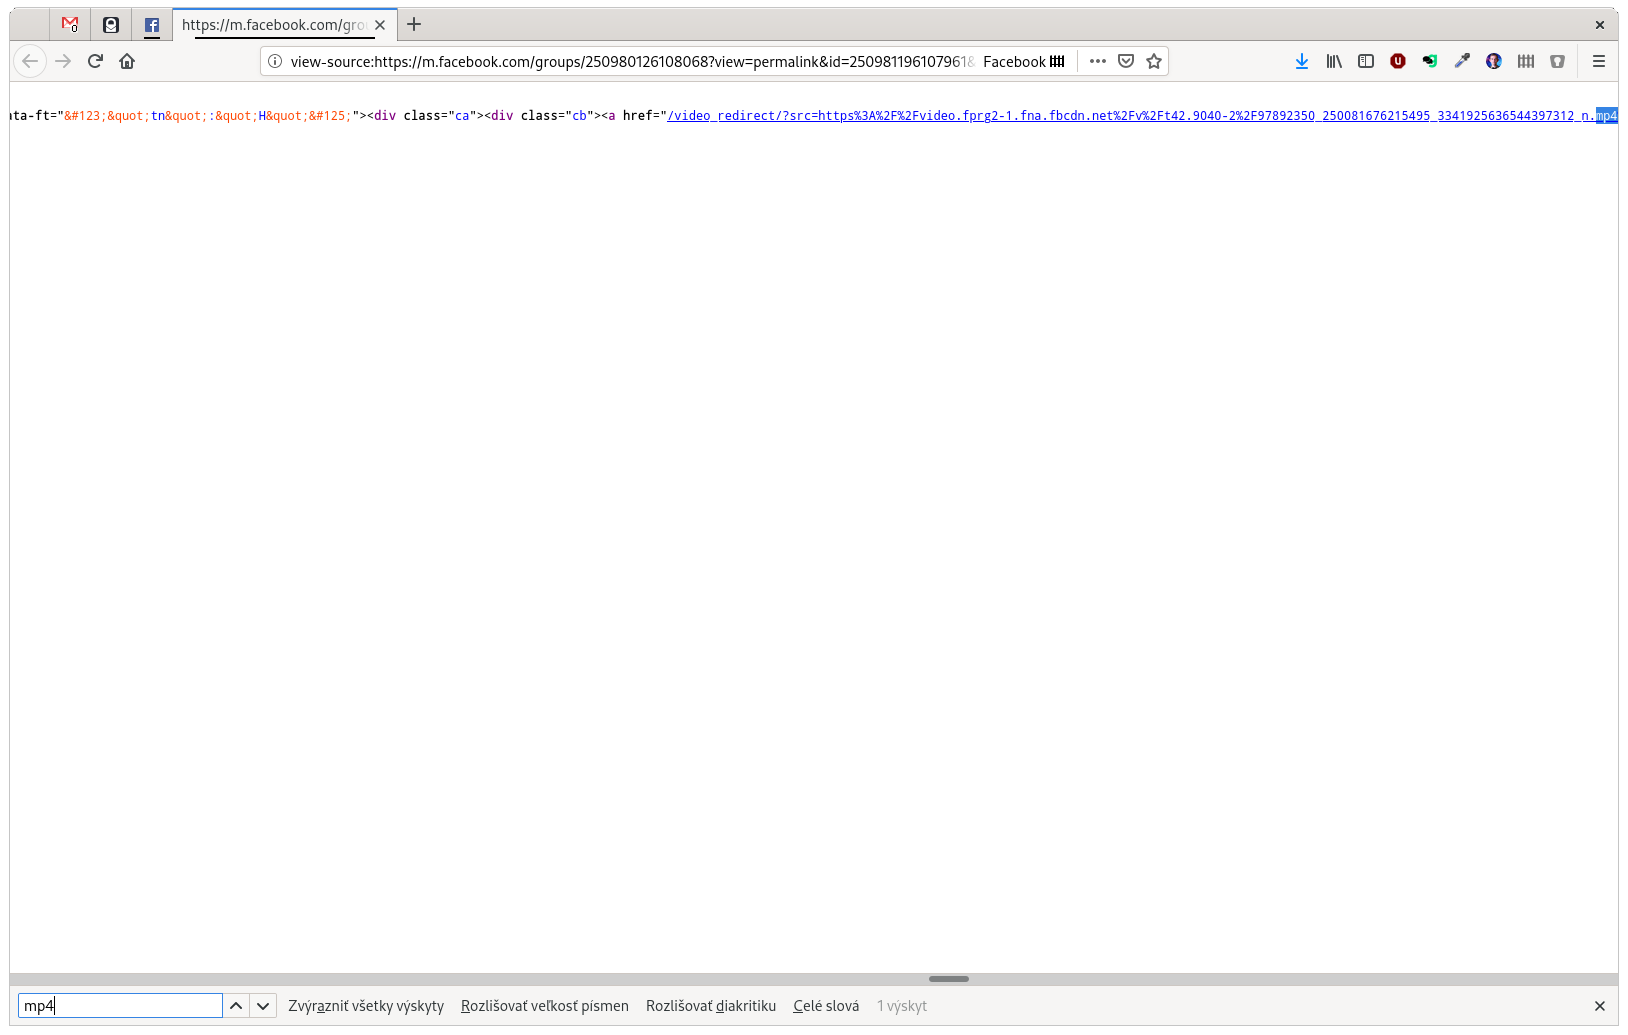 https://m.facebook.com/gro
view-source:https://m.facebook.com/groups/250980126108068?view=permalink&id=250981196107961& Facebook
ata-ft="&#123;&quot;tn&quot;:&quot;H&quot;&#125;"><div class="ca"><div class="cb"><a href="/video_redirect/?src=https%3A%2F%2Fvideo.fprg2-1.fna.fbcdn.net%2Fv%2Ft42.9040-2%2F97892350_250081676215495_3341925636544397312_n.mp4
mp4 Zvýrazniť všetky výskyty Rozlišovať veľkosť písmen Rozlišovať diakritiku Celé slová 1 výskyt